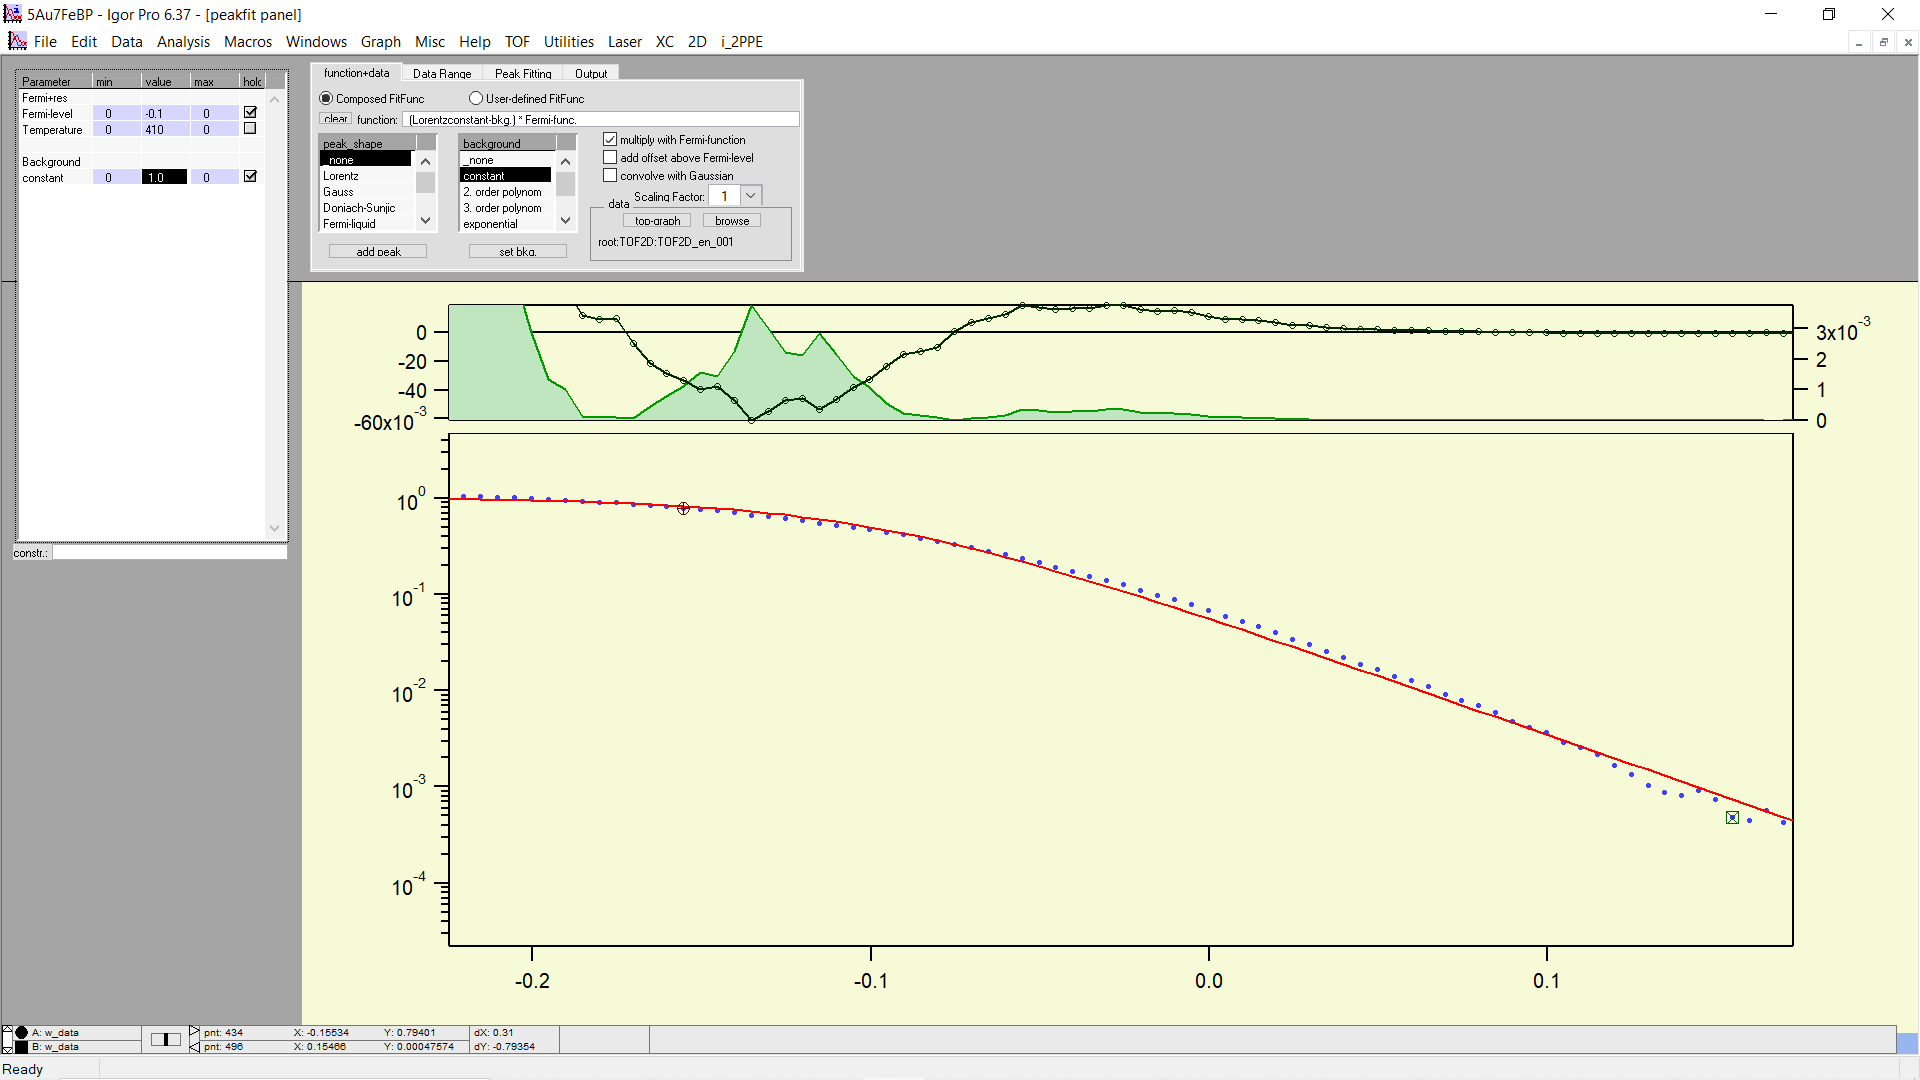 5Au7FeBP - Igor Pro 6.37 - [peakfit panel]
File Edit Data Analysis Macros Windows Graph Misc Help TOF Utilities Laser XC 2D i_2PPE
Parameter min value max hold
Fermi+res
Fermi-level 0 -0.1 0
Temperature 0 410 0
Background
constant 0 1.0 0
constr.:
function+data Data Range Peak Fitting Output
Composed FitFunc User-defined FitFunc
clear function: (Lorentzconstant-bkg.) * Fermi-func.
peak_shape
_none
Lorentz
Gauss
Doniach-Sunjic
Fermi-liquid
add peak
background
_none
constant
2. order polynom
3. order polynom
exponential
set bkg.
multiply with Fermi-function
add offset above Fermi-level
convolve with Gaussian
Scaling Factor: 1
data
top-graph browse
root:TOF2D:TOF2D_en_001
0
-20
-40
-60x10⁻³
3x10⁻³
2
1
0
10⁰
10⁻¹
10⁻²
10⁻³
10⁻⁴
-0.2 -0.1 0.0 0.1
A: w_data pnt: 434 X: -0.15534 Y: 0.79401 dX: 0.31
B: w_data pnt: 496 X: 0.15466 Y: 0.00047574 dY: -0.79354
Ready